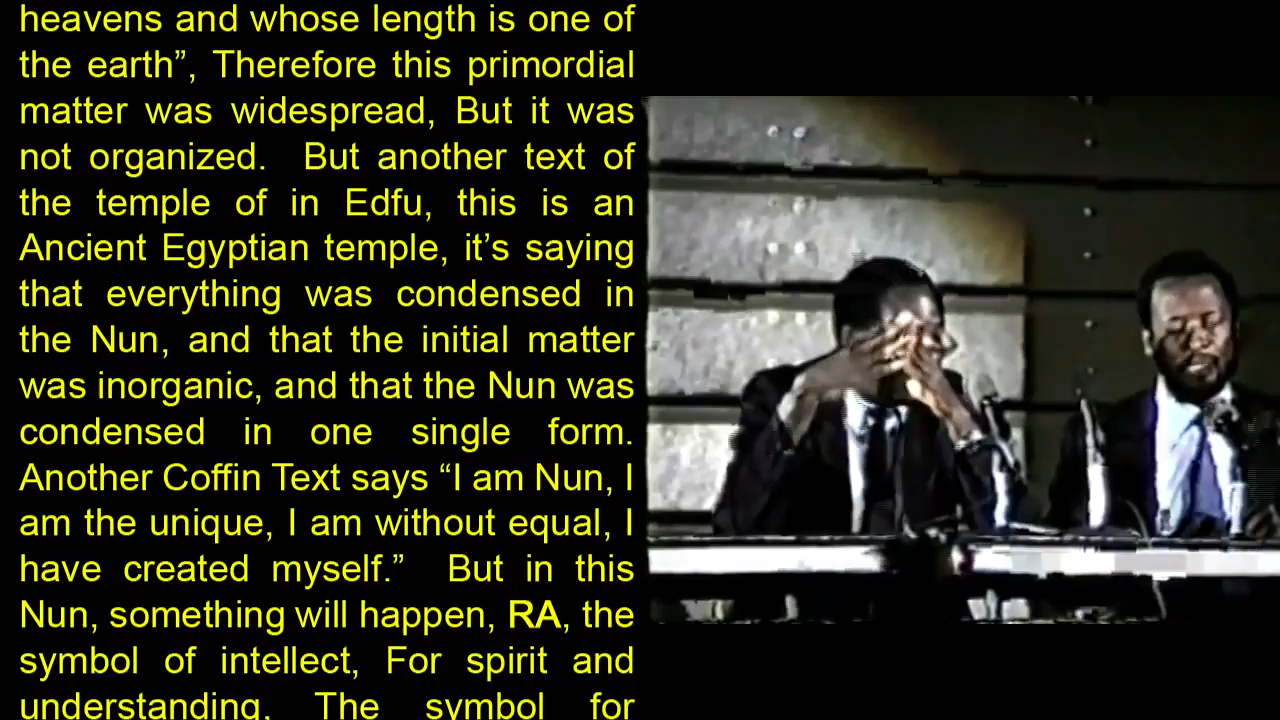 heavens and whose length is one of
the earth”, Therefore this primordial
matter was widespread, But it was
not organized. But another text of
the temple of in Edfu, this is an
Ancient Egyptian temple, it’s saying
that everything was condensed in
the Nun, and that the initial matter
was inorganic, and that the Nun was
condensed in one single form.
Another Coffin Text says “I am Nun, I
am the unique, I am without equal, I
have created myself.” But in this
Nun, something will happen, RA, the
symbol of intellect, For spirit and
understanding, The symbol for